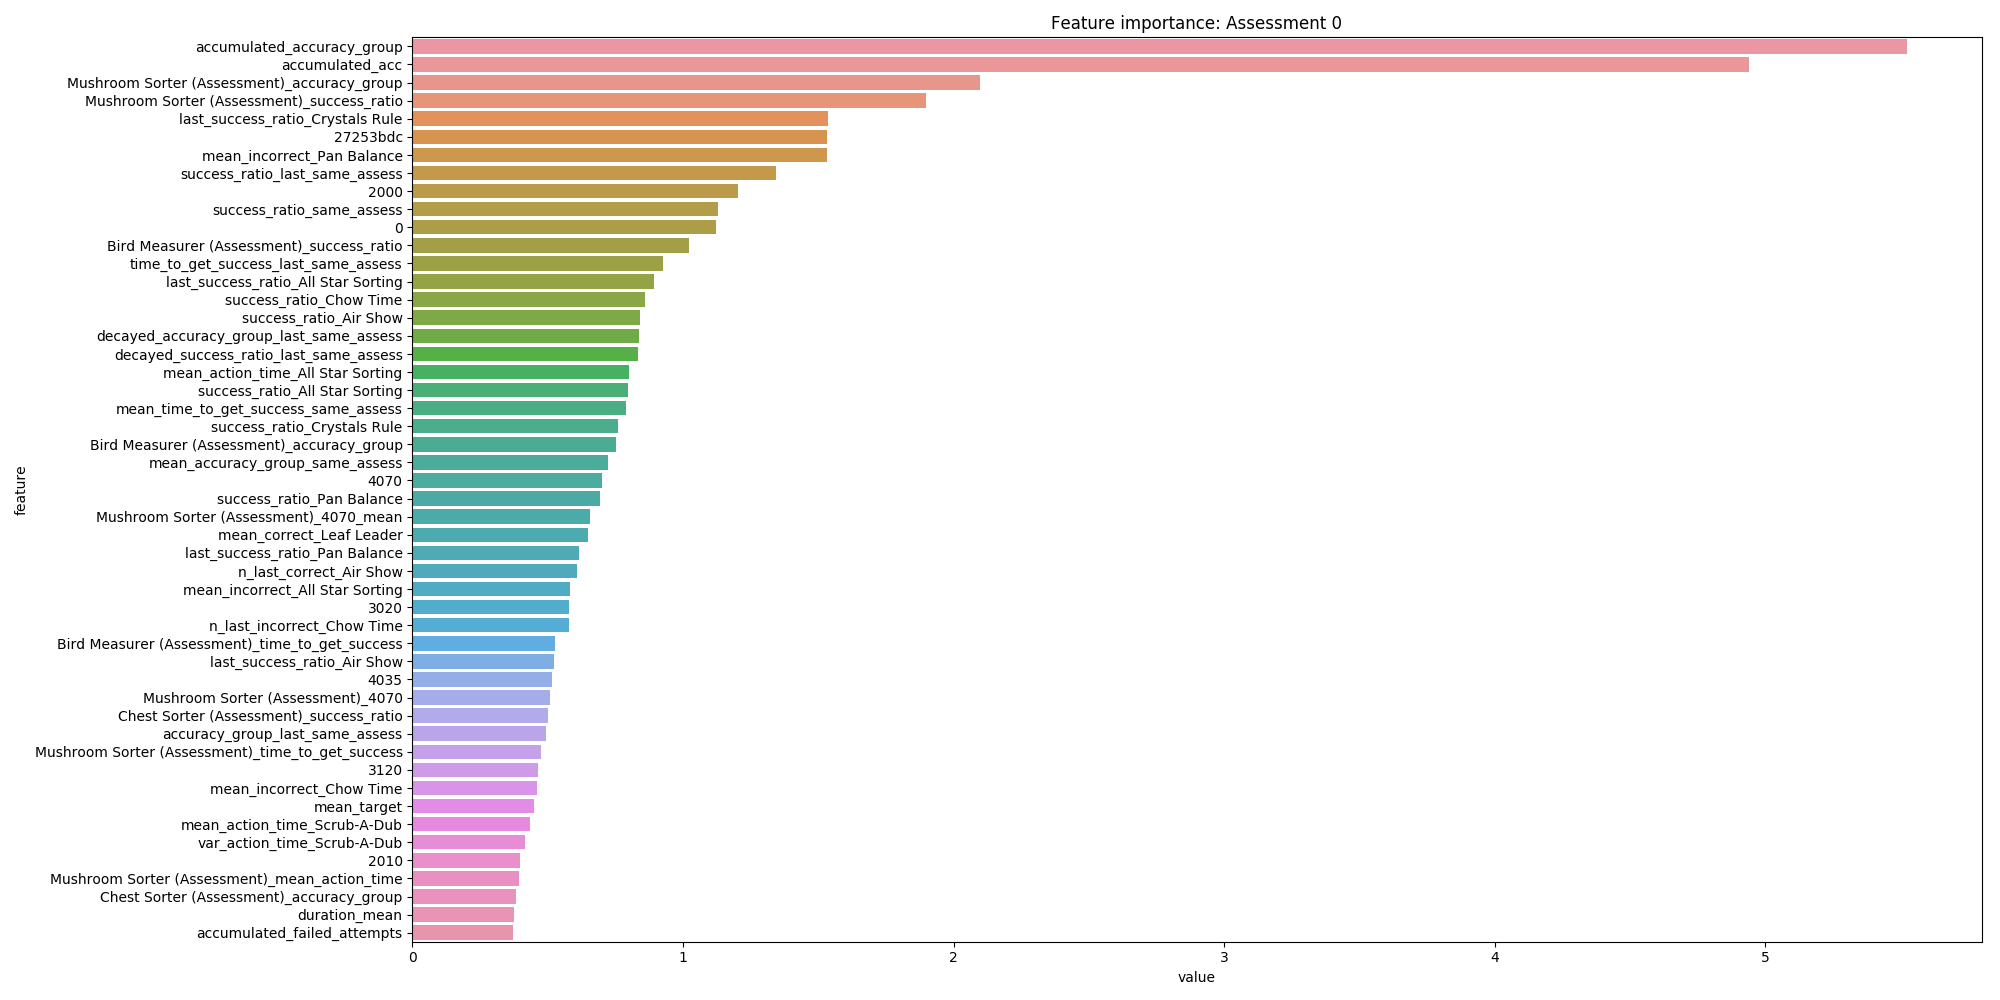 Feature importance: Assessment 0
feature
accumulated_accuracy_group
accumulated_acc
Mushroom Sorter (Assessment)_accuracy_group
Mushroom Sorter (Assessment)_success_ratio
last_success_ratio_Crystals Rule
27253bdc
mean_incorrect_Pan Balance
success_ratio_last_same_assess
2000
success_ratio_same_assess
0
Bird Measurer (Assessment)_success_ratio
time_to_get_success_last_same_assess
last_success_ratio_All Star Sorting
success_ratio_Chow Time
success_ratio_Air Show
decayed_accuracy_group_last_same_assess
decayed_success_ratio_last_same_assess
mean_action_time_All Star Sorting
success_ratio_All Star Sorting
mean_time_to_get_success_same_assess
success_ratio_Crystals Rule
Bird Measurer (Assessment)_accuracy_group
mean_accuracy_group_same_assess
4070
success_ratio_Pan Balance
Mushroom Sorter (Assessment)_4070_mean
mean_correct_Leaf Leader
last_success_ratio_Pan Balance
n_last_correct_Air Show
mean_incorrect_All Star Sorting
3020
n_last_incorrect_Chow Time
Bird Measurer (Assessment)_time_to_get_success
last_success_ratio_Air Show
4035
Mushroom Sorter (Assessment)_4070
Chest Sorter (Assessment)_success_ratio
accuracy_group_last_same_assess
Mushroom Sorter (Assessment)_time_to_get_success
3120
mean_incorrect_Chow Time
mean_target
mean_action_time_Scrub-A-Dub
var_action_time_Scrub-A-Dub
2010
Mushroom Sorter (Assessment)_mean_action_time
Chest Sorter (Assessment)_accuracy_group
duration_mean
accumulated_failed_attempts
0 1 2 3 4 5
value